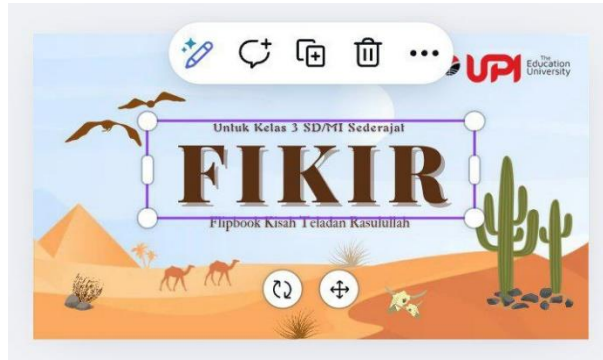 UPI
The
Education
University
Untuk Kelas 3 SD/MI Sederajat
FIKIR
Flipbook Kisah Teladan Rasulullah